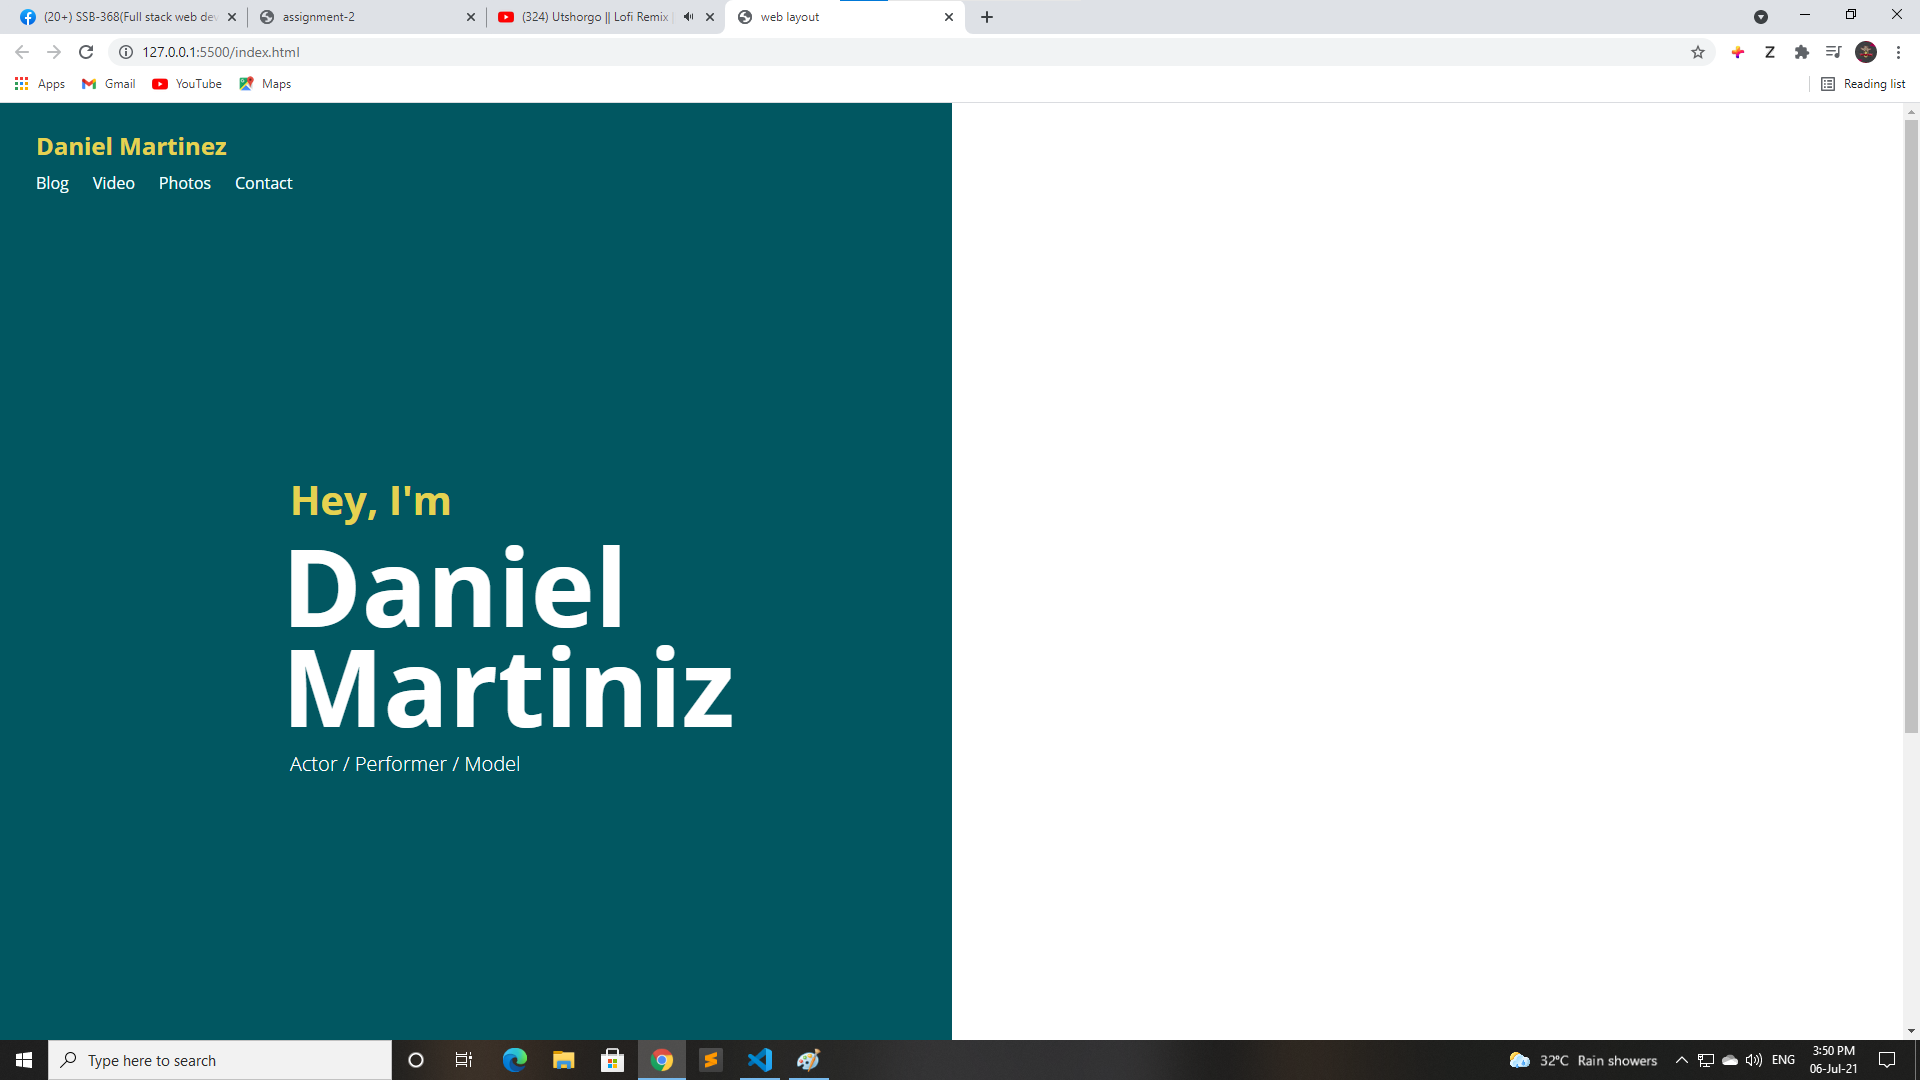 (20+) SSB-368(Full stack web dev
assignment-2
(324) Utshorgo || Lofi Remix |
web layout
127.0.0.1:5500/index.html
Z
Apps
Gmail
YouTube
Maps
Reading list
Daniel Martinez
Blog Video Photos Contact
Hey, I'm
Daniel
Martiniz
Actor / Performer / Model
Type here to search
32°C Rain showers
ENG
3:50 PM
06-Jul-21